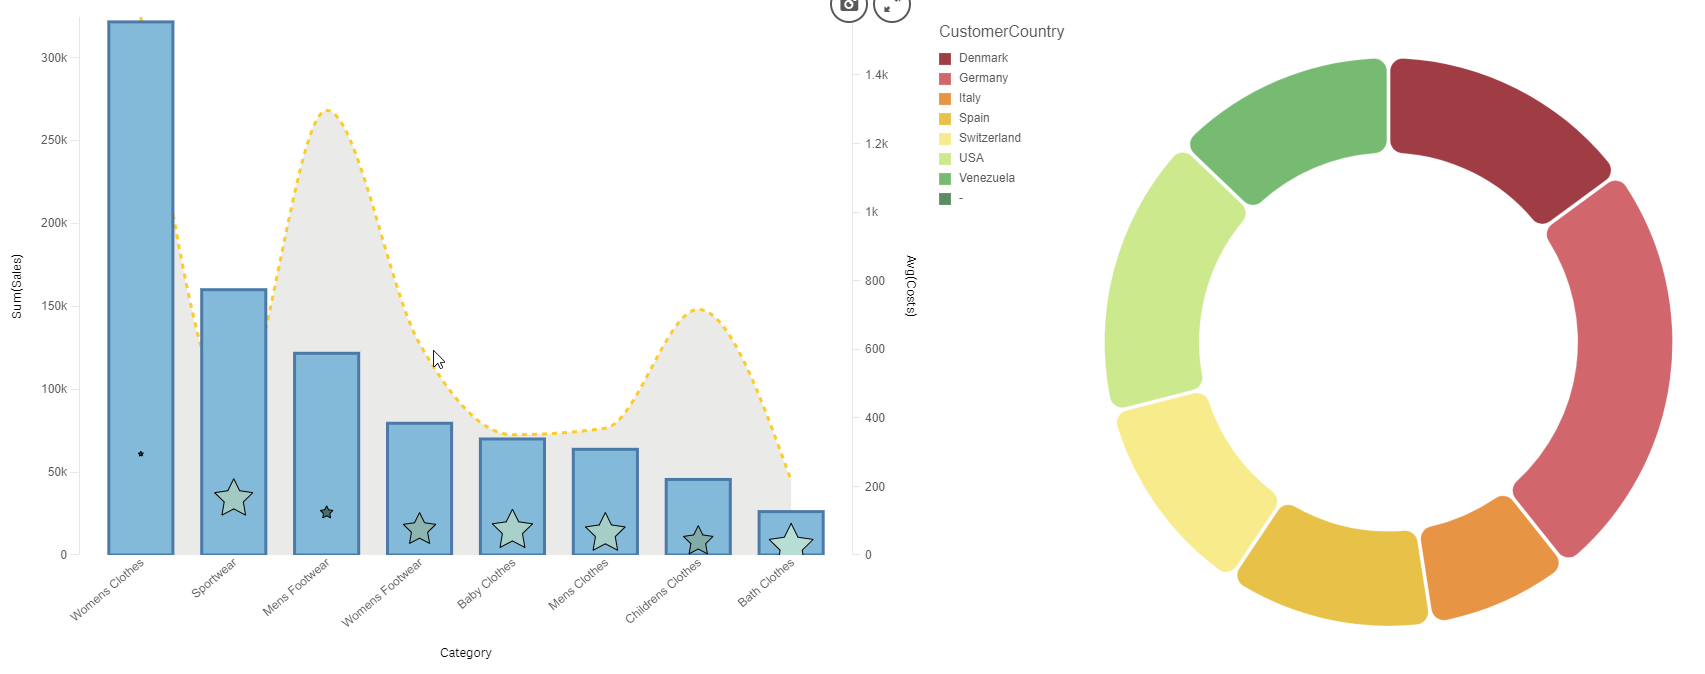 300k
250k
200k
150k
100k
50k
0
Sum(Sales)
Womens Clothes
Sportwear
Mens Footwear
Womens Footwear
Baby Clothes
Mens Clothes
Childrens Clothes
Bath Clothes
Category
1.4k
1.2k
1k
800
600
400
200
0
Avg(Costs)
CustomerCountry
Denmark
Germany
Italy
Spain
Switzerland
USA
Venezuela
-